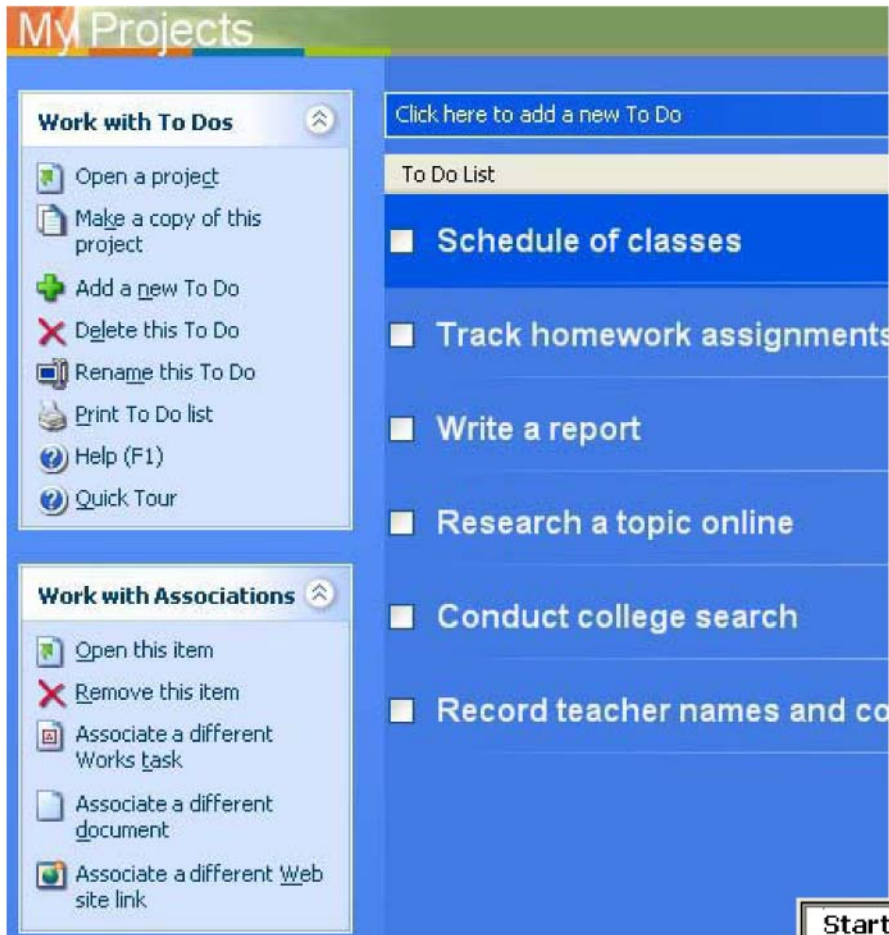 My Projects
Work with To Dos
Open a project
Make a copy of this
project
Add a new To Do
Delete this To Do
Rename this To Do
Print To Do list
Help (F1)
Quick Tour
Work with Associations
Open this item
Remove this item
Associate a different
Works task
Associate a different
document
Associate a different Web
site link
Click here to add a new To Do
To Do List
Schedule of classes
Track homework assignments
Write a report
Research a topic online
Conduct college search
Record teacher names and co
Start